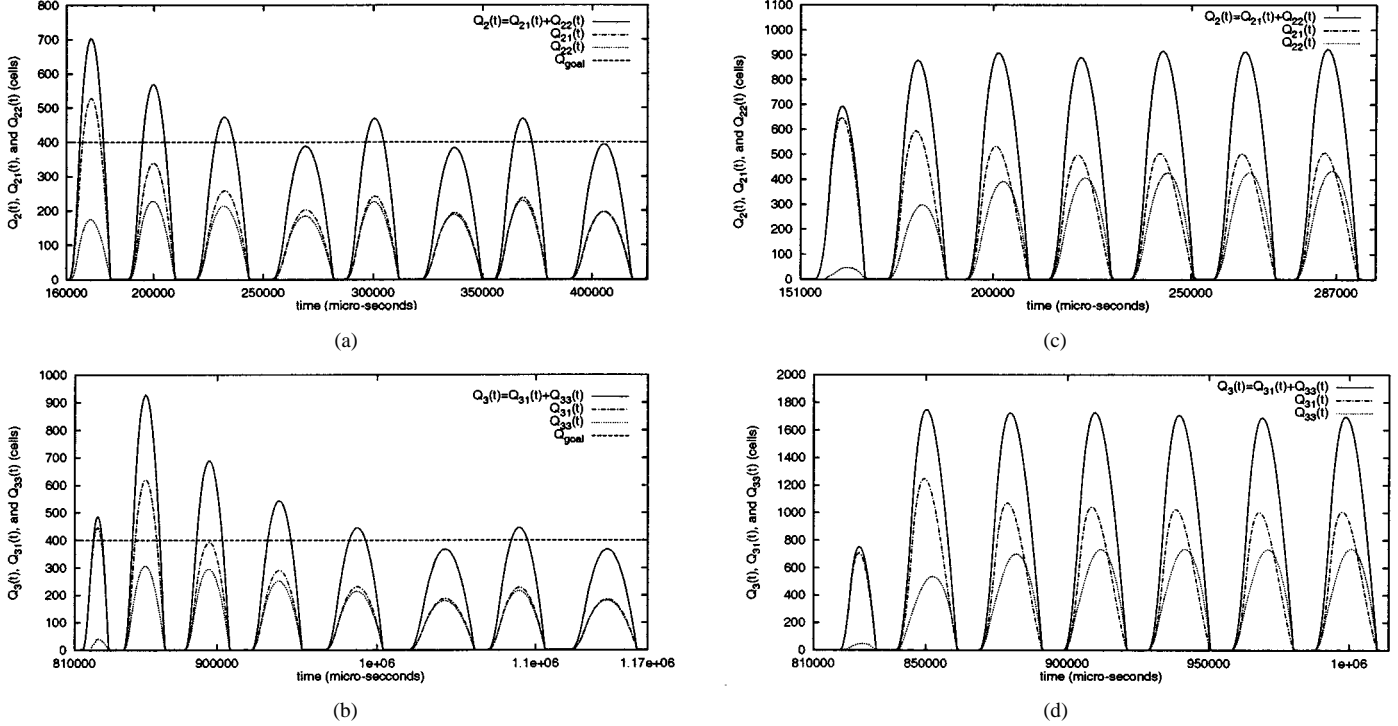 Q2(t), Q21(t), and Q22(t) (cells)
800
700
600
500
400
300
200
100
0
Q2(t)=Q21(t)+Q22(t)
Q21(t)
Q22(t)
Qgoal
160000 200000 250000 300000 350000 400000
time (micro-seconds)
(a)
Q2(t), Q21(t), and Q22(t) (cells)
1100
1000
900
800
700
600
500
400
300
200
100
0
Q2(t)=Q21(t)+Q22(t)
Q21(t)
Q22(t)
151000 200000 250000 287000
time (micro-seconds)
(c)
Q3(t), Q31(t), and Q33(t) (cells)
1000
900
800
700
600
500
400
300
200
100
0
Q3(t)=Q31(t)+Q33(t)
Q31(t)
Q33(t)
Qgoal
810000 900000 1e+06 1.1e+06 1.17e+06
time (micro-secconds)
(b)
Q3(t), Q31(t), and Q33(t) (cells)
2000
1800
1600
1400
1200
1000
800
600
400
200
0
Q3(t)=Q31(t)+Q33(t)
Q31(t)
Q33(t)
810000 850000 900000 950000 1e+06
time (micro-seconds)
(d)